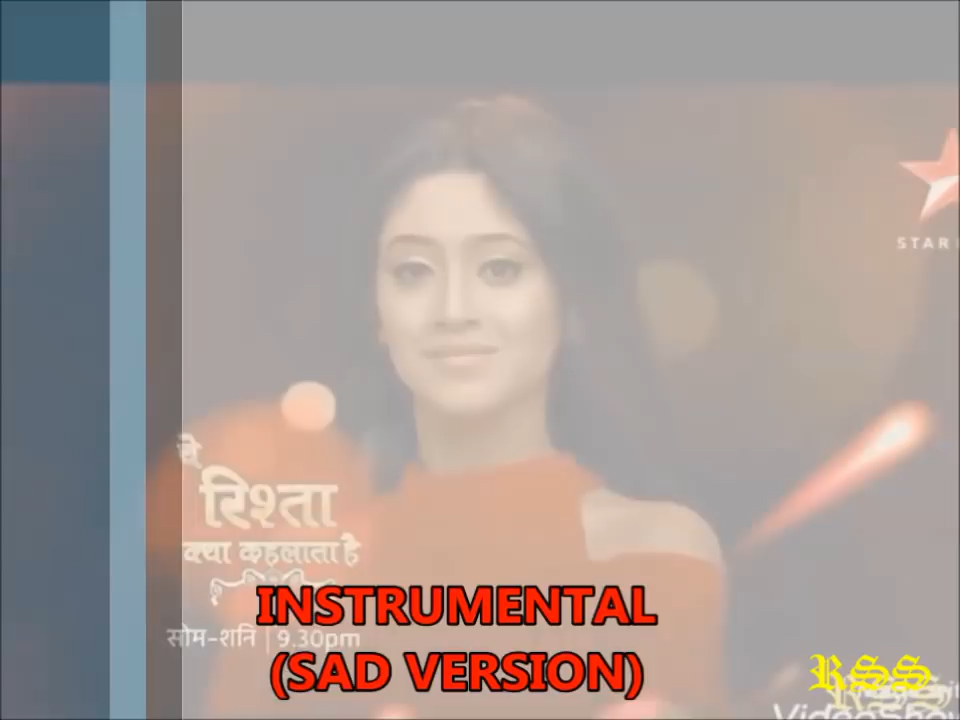 STAR
ये
रिश्ता
क्या कहलाता है
सोम-शनि | 9.30pm
INSTRUMENTAL
(SAD VERSION)
RSS